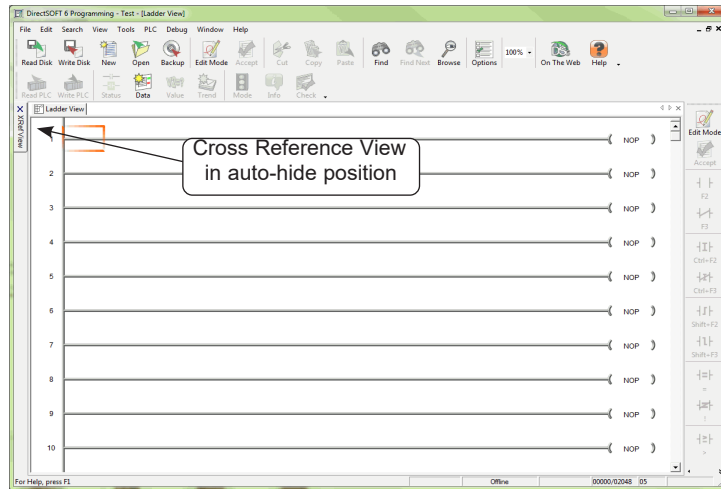 DirectSOFT 6 Programming - Test - [Ladder View]
File Edit Search View Tools PLC Debug Window Help
Read Disk Write Disk New Open Backup Edit Mode Accept Cut Copy Paste Find Find Next Browse Options 100% On The Web Help
Read PLC Write PLC Status Data Value Trend Mode Info Check
X Ladder View
XRef View
Edit Mode
Accept
F2
F3
Ctrl+F2
Ctrl+F3
Shift+F2
Shift+F3
=
!
>
Cross Reference View
in auto-hide position
1 NOP
2 NOP
3 NOP
4 NOP
5 NOP
6 NOP
7 NOP
8 NOP
9 NOP
10 NOP
For Help, press F1 Offline 00000/02048 05